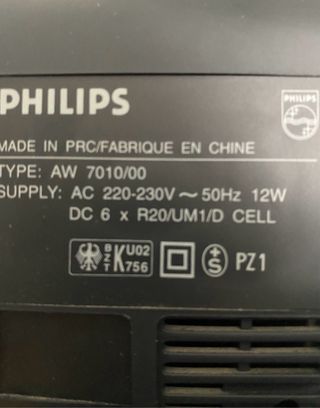 PHILIPS
PHILIPS
MADE IN PRC/FABRIQUE EN CHINE
TYPE: AW 7010/00
SUPPLY: AC 220-230V ~ 50Hz 12W
DC 6 x R20/UM1/D CELL
BZT K U02 756 S PZ1